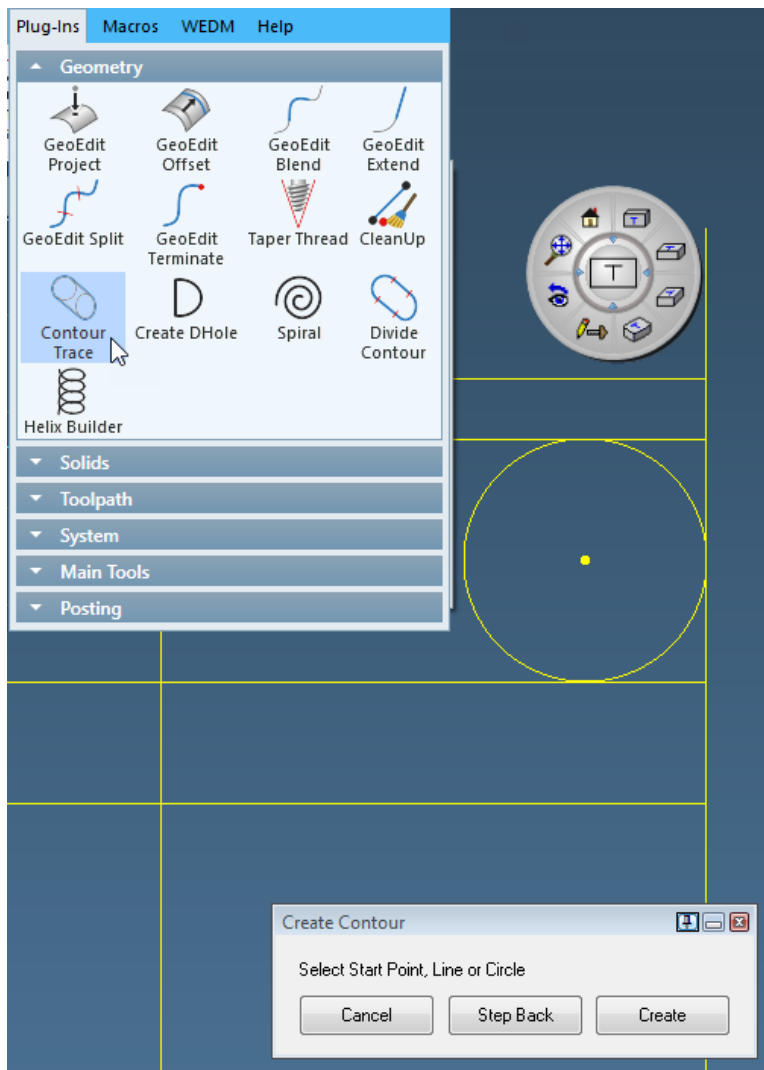 Plug-Ins Macros WEDM Help
Geometry
GeoEdit Project
GeoEdit Offset
GeoEdit Blend
GeoEdit Extend
GeoEdit Split
GeoEdit Terminate
Taper Thread
CleanUp
Contour Trace
Create DHole
Spiral
Divide Contour
Helix Builder
Solids
Toolpath
System
Main Tools
Posting
T
Create Contour
Select Start Point, Line or Circle
Cancel Step Back Create